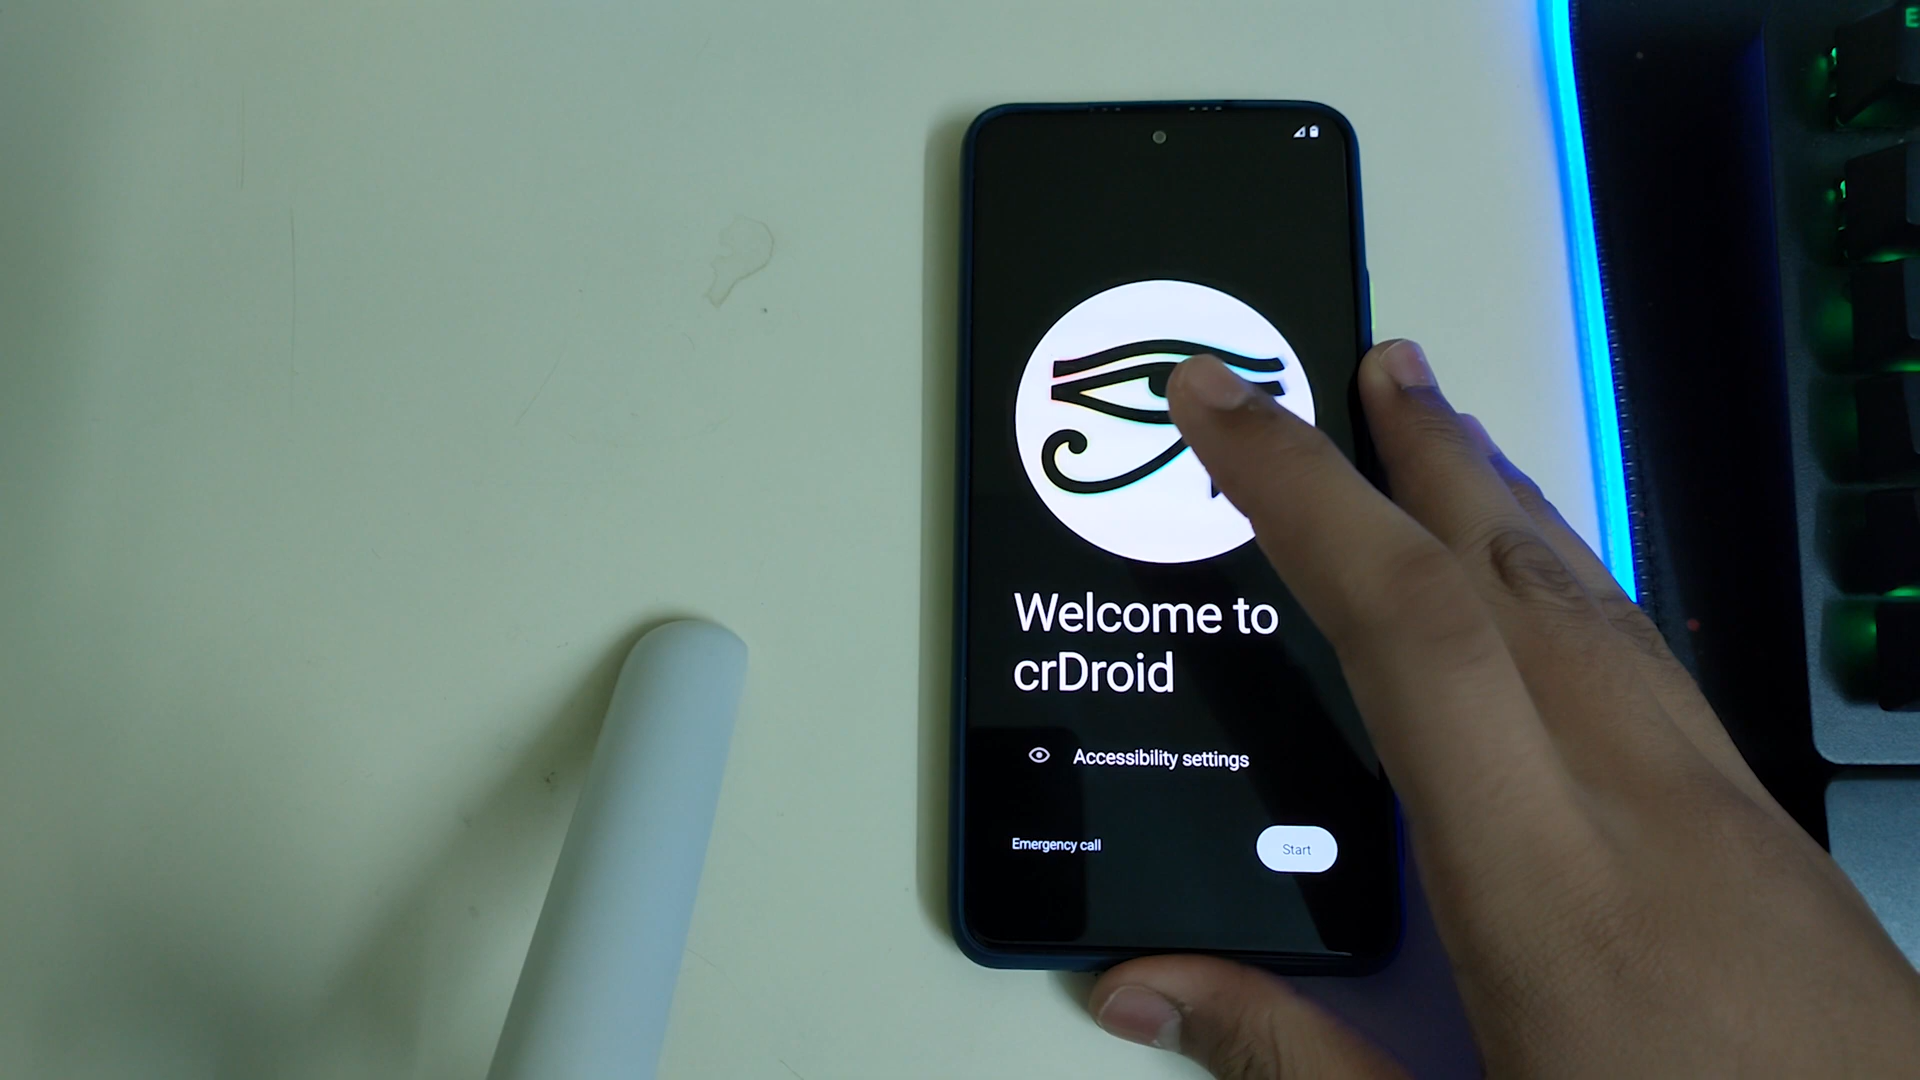 Welcome to
crDroid
Accessibility settings
Emergency call
Start